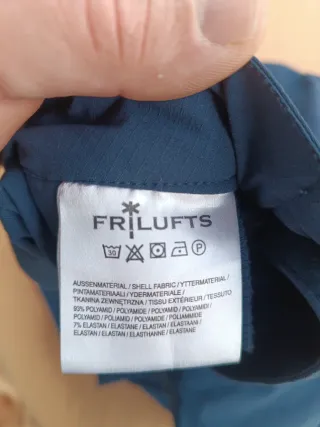 FRILUFTS
30 P
AUSSENMATERIAL / SHELL FABRIC / YTTERMATERIAL /
PINTAMATERIAALI / YDERMATERIALE /
TKANINA ZEWNĘTRZNA / TISSU EXTÉRIEUR / TESSUTO
93% POLYAMID / POLYAMIDE / POLYAMID / POLYAMIDI /
POLYAMID / POLIAMID / POLYAMIDE / POLIAMMIDE
7% ELASTAN / ELASTANE / ELASTAN / ELASTAANI /
ELASTAN / ELASTAN / ELASTHANNE / ELASTANE